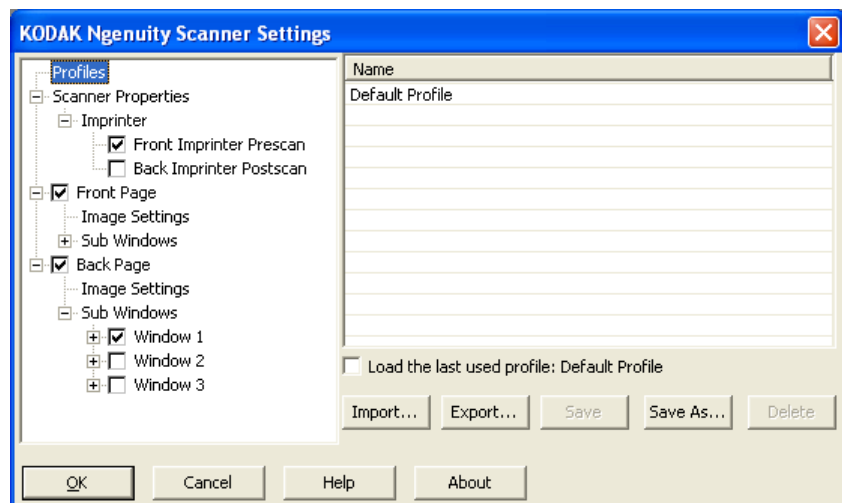 KODAK Ngenuity Scanner Settings
Profiles
Scanner Properties
Imprinter
Front Imprinter Prescan
Back Imprinter Postscan
Front Page
Image Settings
Sub Windows
Back Page
Image Settings
Sub Windows
Window 1
Window 2
Window 3
Name
Default Profile
Load the last used profile: Default Profile
Import... Export... Save Save As... Delete
OK Cancel Help About